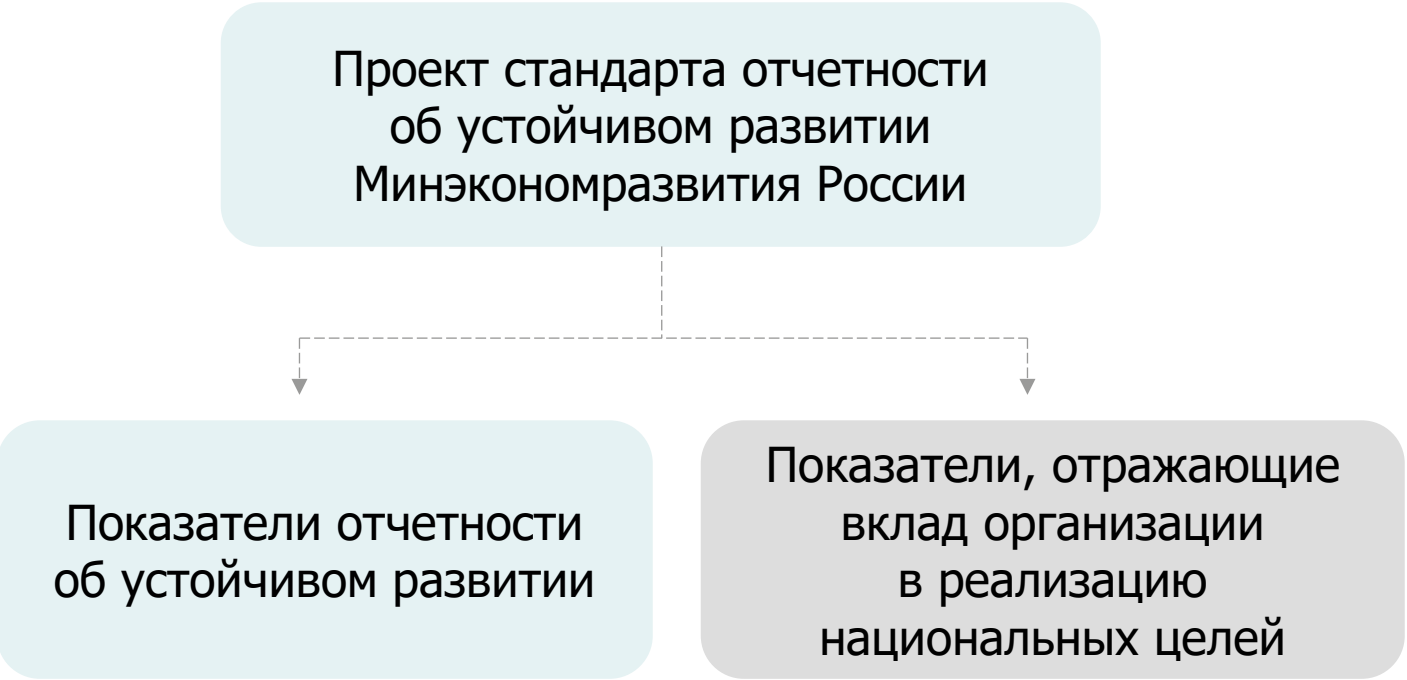 Проект стандарта отчетности
об устойчивом развитии
Минэкономразвития России
Показатели отчетности
об устойчивом развитии
Показатели, отражающие
вклад организации
в реализацию
национальных целей